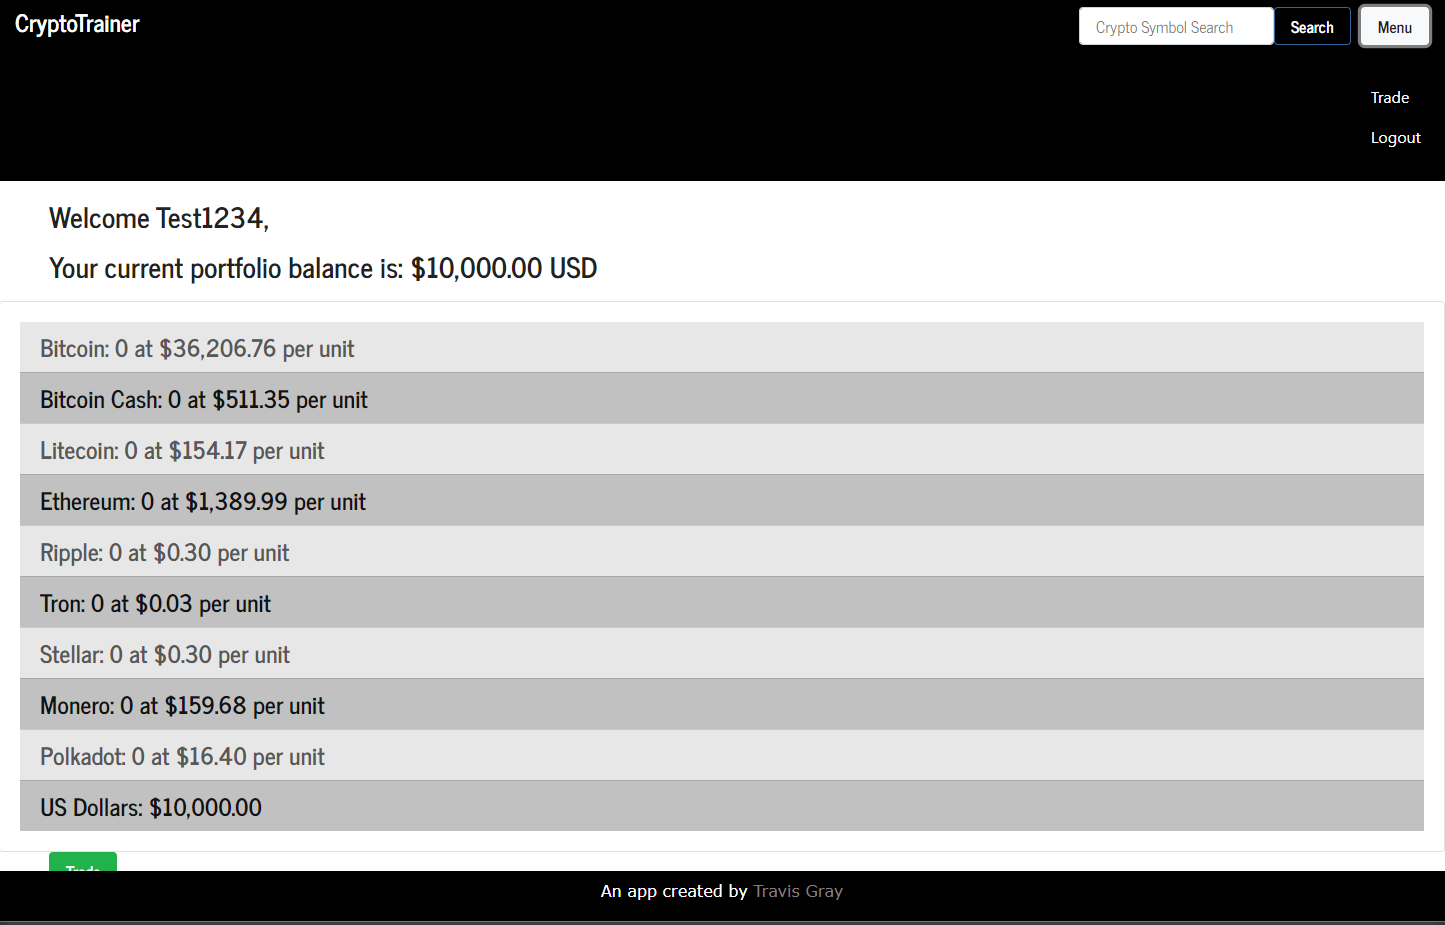 CryptoTrainer
Crypto Symbol Search
Search
Menu
Trade
Logout
Welcome Test1234,
Your current portfolio balance is: $10,000.00 USD
Bitcoin: 0 at $36,206.76 per unit
Bitcoin Cash: 0 at $511.35 per unit
Litecoin: 0 at $154.17 per unit
Ethereum: 0 at $1,389.99 per unit
Ripple: 0 at $0.30 per unit
Tron: 0 at $0.03 per unit
Stellar: 0 at $0.30 per unit
Monero: 0 at $159.68 per unit
Polkadot: 0 at $16.40 per unit
US Dollars: $10,000.00
Trade
An app created by Travis Gray